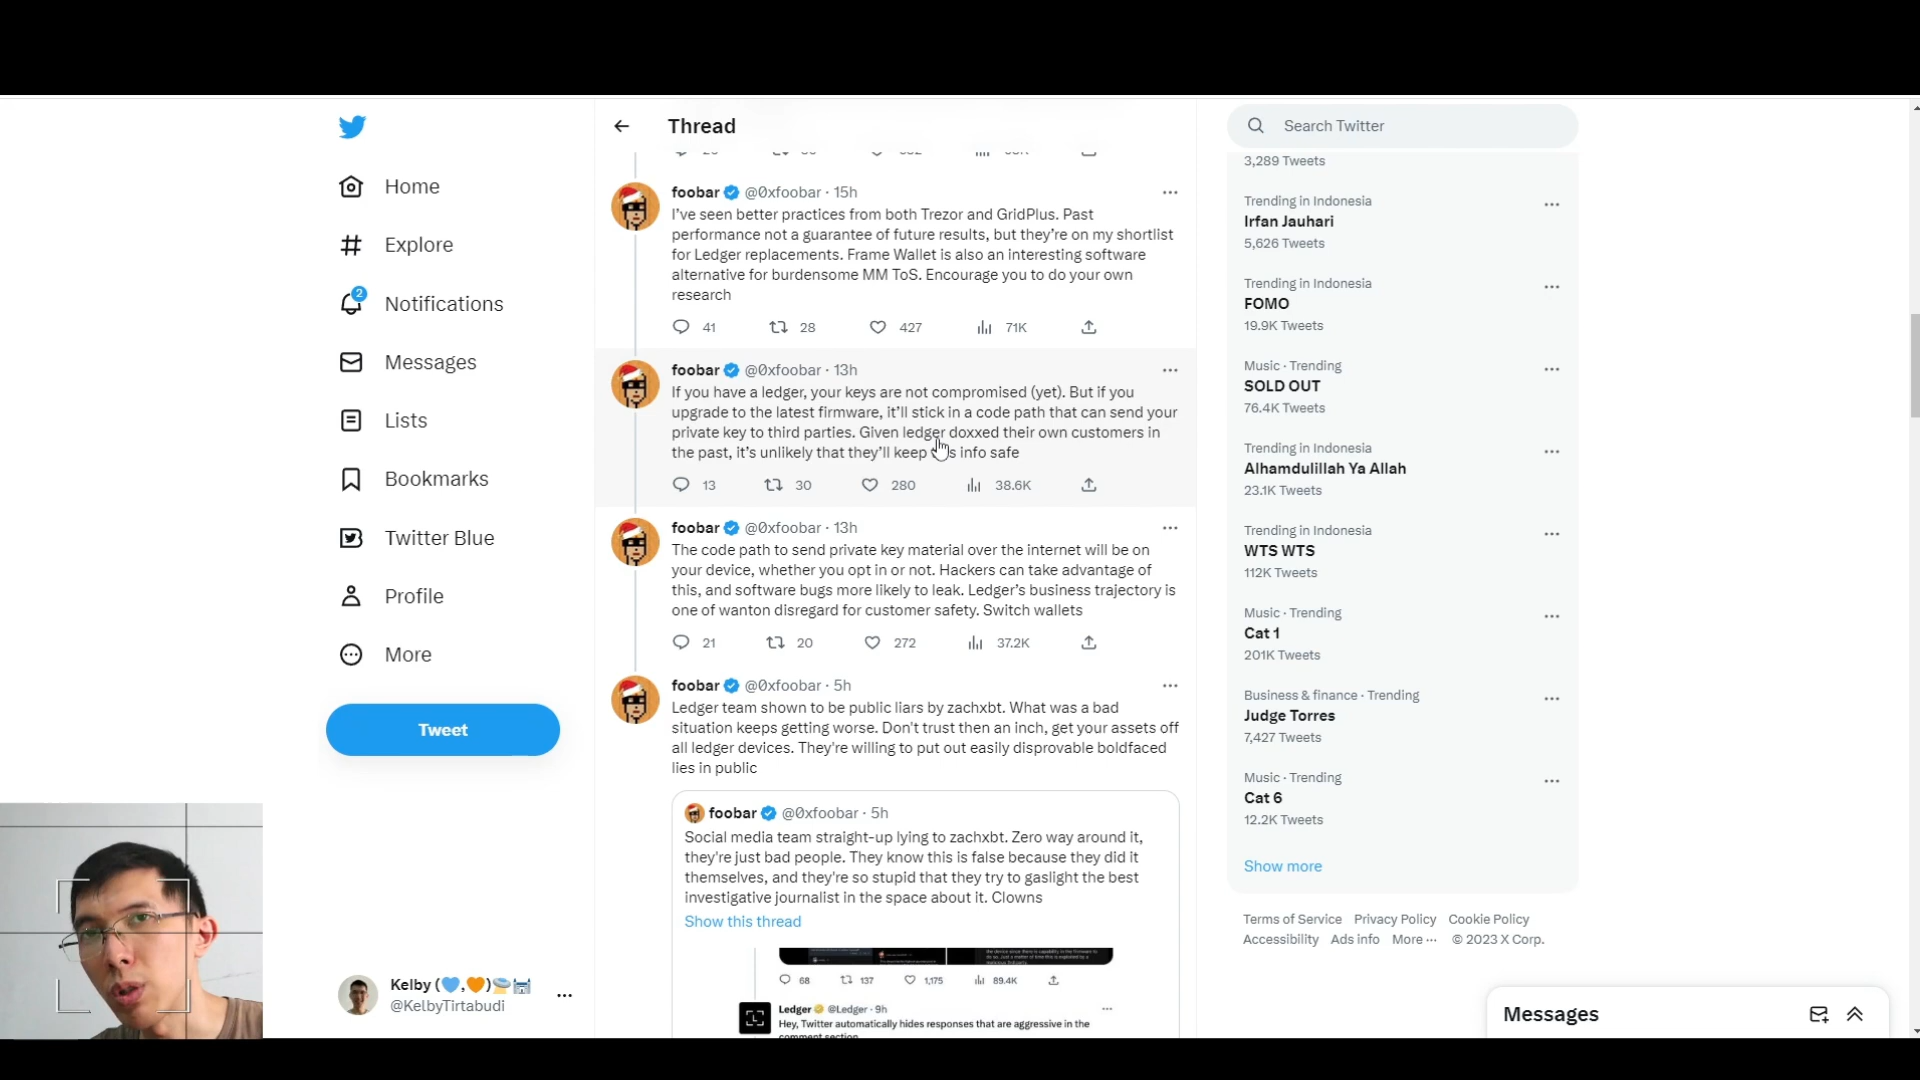 Home
Explore
2
Notifications
Messages
Lists
Bookmarks
Twitter Blue
Profile
More
Tweet
Kelby (💙,🧡)
@KelbyTirtabudi
Thread
foobar @0xfoobar · 15h
I've seen better practices from both Trezor and GridPlus. Past
performance not a guarantee of future results, but they're on my shortlist
for Ledger replacements. Frame Wallet is also an interesting software
alternative for burdensome MM ToS. Encourage you to do your own
research
41 28 427 71K
foobar @0xfoobar · 13h
If you have a ledger, your keys are not compromised (yet). But if you
upgrade to the latest firmware, it'll stick in a code path that can send your
private key to third parties. Given ledger doxxed their own customers in
the past, it's unlikely that they'll keep info safe
13 30 280 38.6K
foobar @0xfoobar · 13h
The code path to send private key material over the internet will be on
your device, whether you opt in or not. Hackers can take advantage of
this, and software bugs more likely to leak. Ledger's business trajectory is
one of wanton disregard for customer safety. Switch wallets
21 20 272 37.2K
foobar @0xfoobar · 5h
Ledger team shown to be public liars by zachxbt. What was a bad
situation keeps getting worse. Don't trust then an inch, get your assets off
all ledger devices. They're willing to put out easily disprovable boldfaced
lies in public
foobar @0xfoobar · 5h
Social media team straight-up lying to zachxbt. Zero way around it,
they're just bad people. They know this is false because they did it
themselves, and they're so stupid that they try to gaslight the best
investigative journalist in the space about it. Clowns
Show this thread
68 137 1,175 89.4K
Ledger @Ledger · 9h
Hey, Twitter automatically hides responses that are aggressive in the
comment section
Search Twitter
3,289 Tweets
Trending in Indonesia
Irfan Jauhari
5,626 Tweets
Trending in Indonesia
FOMO
19.9K Tweets
Music · Trending
SOLD OUT
76.4K Tweets
Trending in Indonesia
Alhamdulillah Ya Allah
23.1K Tweets
Trending in Indonesia
WTS WTS
112K Tweets
Music · Trending
Cat 1
201K Tweets
Business & finance · Trending
Judge Torres
7,427 Tweets
Music · Trending
Cat 6
12.2K Tweets
Show more
Terms of Service Privacy Policy Cookie Policy
Accessibility Ads info More ··· © 2023 X Corp.
Messages